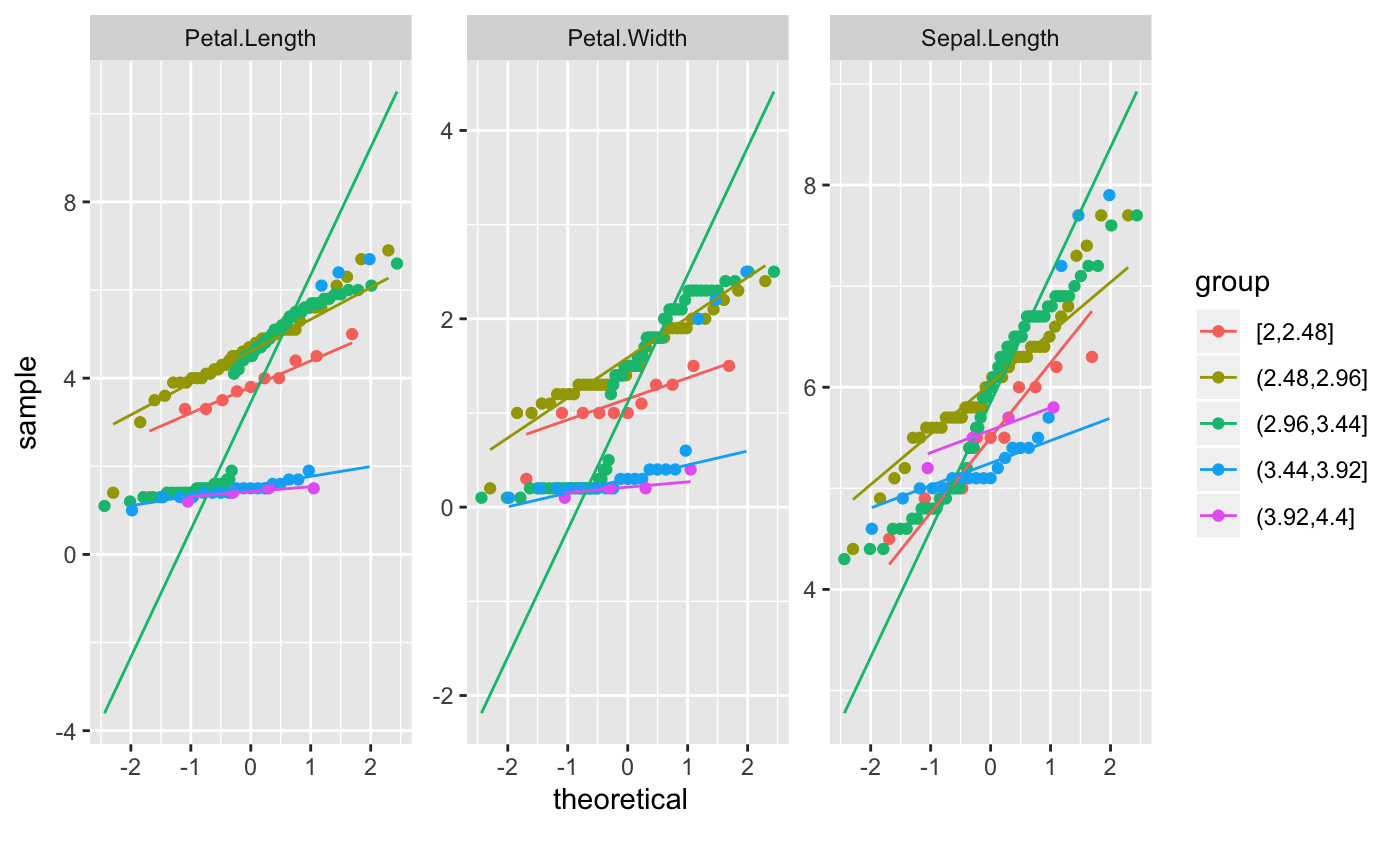 Petal.Length Petal.Width Sepal.Length
8
4
0
-4
4
2
0
-2
8
6
4
-2 -1 0 1 2
-2 -1 0 1 2
-2 -1 0 1 2
sample
theoretical
group
[2,2.48]
(2.48,2.96]
(2.96,3.44]
(3.44,3.92]
(3.92,4.4]